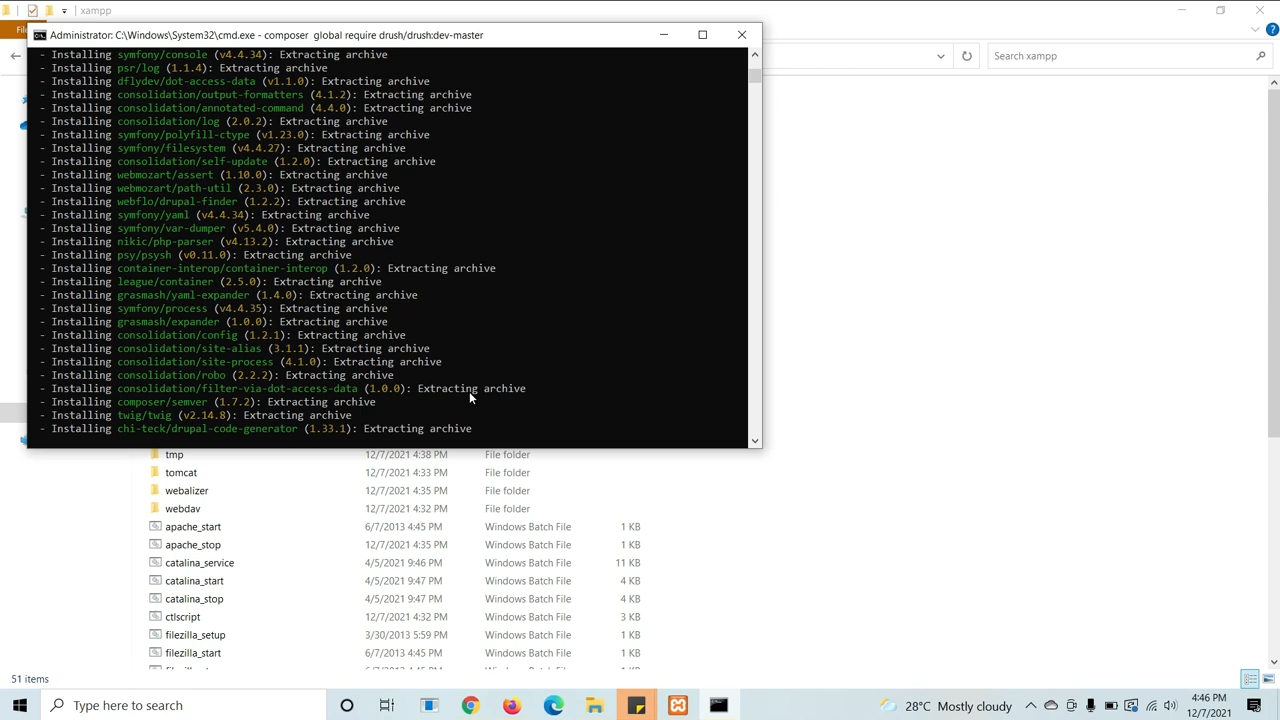 xampp
Administrator: C:\Windows\System32\cmd.exe - composer  global require drush/drush:dev-master
- Installing symfony/console (v4.4.34): Extracting archive
- Installing psr/log (1.1.4): Extracting archive
- Installing dflydev/dot-access-data (v1.1.0): Extracting archive
- Installing consolidation/output-formatters (4.1.2): Extracting archive
- Installing consolidation/annotated-command (4.4.0): Extracting archive
- Installing consolidation/log (2.0.2): Extracting archive
- Installing symfony/polyfill-ctype (v1.23.0): Extracting archive
- Installing symfony/filesystem (v4.4.27): Extracting archive
- Installing consolidation/self-update (1.2.0): Extracting archive
- Installing webmozart/assert (1.10.0): Extracting archive
- Installing webmozart/path-util (2.3.0): Extracting archive
- Installing webflo/drupal-finder (1.2.2): Extracting archive
- Installing symfony/yaml (v4.4.34): Extracting archive
- Installing symfony/var-dumper (v5.4.0): Extracting archive
- Installing nikic/php-parser (v4.13.2): Extracting archive
- Installing psy/psysh (v0.11.0): Extracting archive
- Installing container-interop/container-interop (1.2.0): Extracting archive
- Installing league/container (2.5.0): Extracting archive
- Installing grasmash/yaml-expander (1.4.0): Extracting archive
- Installing symfony/process (v4.4.35): Extracting archive
- Installing grasmash/expander (1.0.0): Extracting archive
- Installing consolidation/config (1.2.1): Extracting archive
- Installing consolidation/site-alias (3.1.1): Extracting archive
- Installing consolidation/site-process (4.1.0): Extracting archive
- Installing consolidation/robo (2.2.2): Extracting archive
- Installing consolidation/filter-via-dot-access-data (1.0.0): Extracting archive
- Installing composer/semver (1.7.2): Extracting archive
- Installing twig/twig (v2.14.8): Extracting archive
- Installing chi-teck/drupal-code-generator (1.33.1): Extracting archive
Search xampp
tmp 12/7/2021 4:38 PM File folder
tomcat 12/7/2021 4:33 PM File folder
webalizer 12/7/2021 4:35 PM File folder
webdav 12/7/2021 4:32 PM File folder
apache_start 6/7/2013 4:45 PM Windows Batch File 1 KB
apache_stop 12/7/2021 4:35 PM Windows Batch File 1 KB
catalina_service 4/5/2021 9:46 PM Windows Batch File 11 KB
catalina_start 4/5/2021 9:47 PM Windows Batch File 4 KB
catalina_stop 4/5/2021 9:47 PM Windows Batch File 4 KB
ctlscript 12/7/2021 4:32 PM Windows Batch File 3 KB
filezilla_setup 3/30/2013 5:59 PM Windows Batch File 1 KB
filezilla_start 6/7/2013 4:45 PM Windows Batch File 1 KB
51 items
Type here to search
28°C Mostly cloudy
4:46 PM
12/7/2021